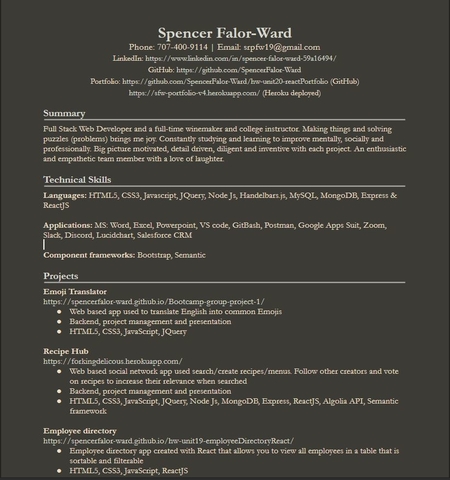 Spencer Falor-Ward
Phone: 707-400-9114 | Email: srpfw19@gmail.com
LinkedIn: https://www.linkedin.com/in/spencer-falor-ward-59a16494/
GitHub: https://github.com/SpencerFalor-Ward
Portfolio: https://github.com/SpencerFalor-Ward/hw-unit20-reactPortfolio (GitHub)
https://sfw-portfolio-v4.herokuapp.com/ (Heroku deployed)
Summary
Full Stack Web Developer and a full-time winemaker and college instructor. Making things and solving
puzzles (problems) brings me joy. Constantly studying and learning to improve mentally, socially and
professionally. Big picture motivated, detail driven, diligent and inventive with each project. An enthusiastic
and empathetic team member with a love of laughter.
Technical Skills
Languages: HTML5, CSS3, Javascript, JQuery, Node Js, Handelbars.js, MySQL, MongoDB, Express &
ReactJS
Applications: MS: Word, Excel, Powerpoint, VS code, GitBash, Postman, Google Apps Suit, Zoom,
Slack, Discord, Lucidchart, Salesforce CRM
Component frameworks: Bootstrap, Semantic
Projects
Emoji Translator
https://spencerfalor-ward.github.io/Bootcamp-group-project-1/
● Web based app used to translate English into common Emojis
● Backend, project management and presentation
● HTML5, CSS3, JavaScript, JQuery
Recipe Hub
https://forkingdelicous.herokuapp.com/
● Web based social network app used search/create recipes/menus. Follow other creators and vote
on recipes to increase their relevance when searched
● Backend, project management and presentation
● HTML5, CSS3, JavaScript, JQuery, Node Js, MongoDB, Express, ReactJS, Algolia API, Semantic
framework
Employee directory
https://spencerfalor-ward.github.io/hw-unit19-employeeDirectoryReact/
● Employee directory app created with React that allows you to view all employees in a table that is
sortable and filterable
● HTML5, CSS3, JavaScript, ReactJS